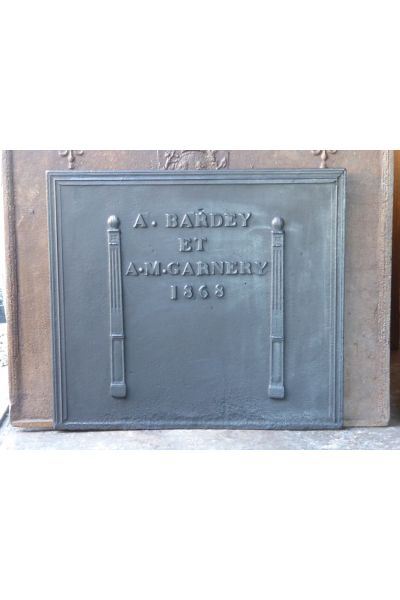 A. BARDEY
ET
A.M. GARNERY
1868